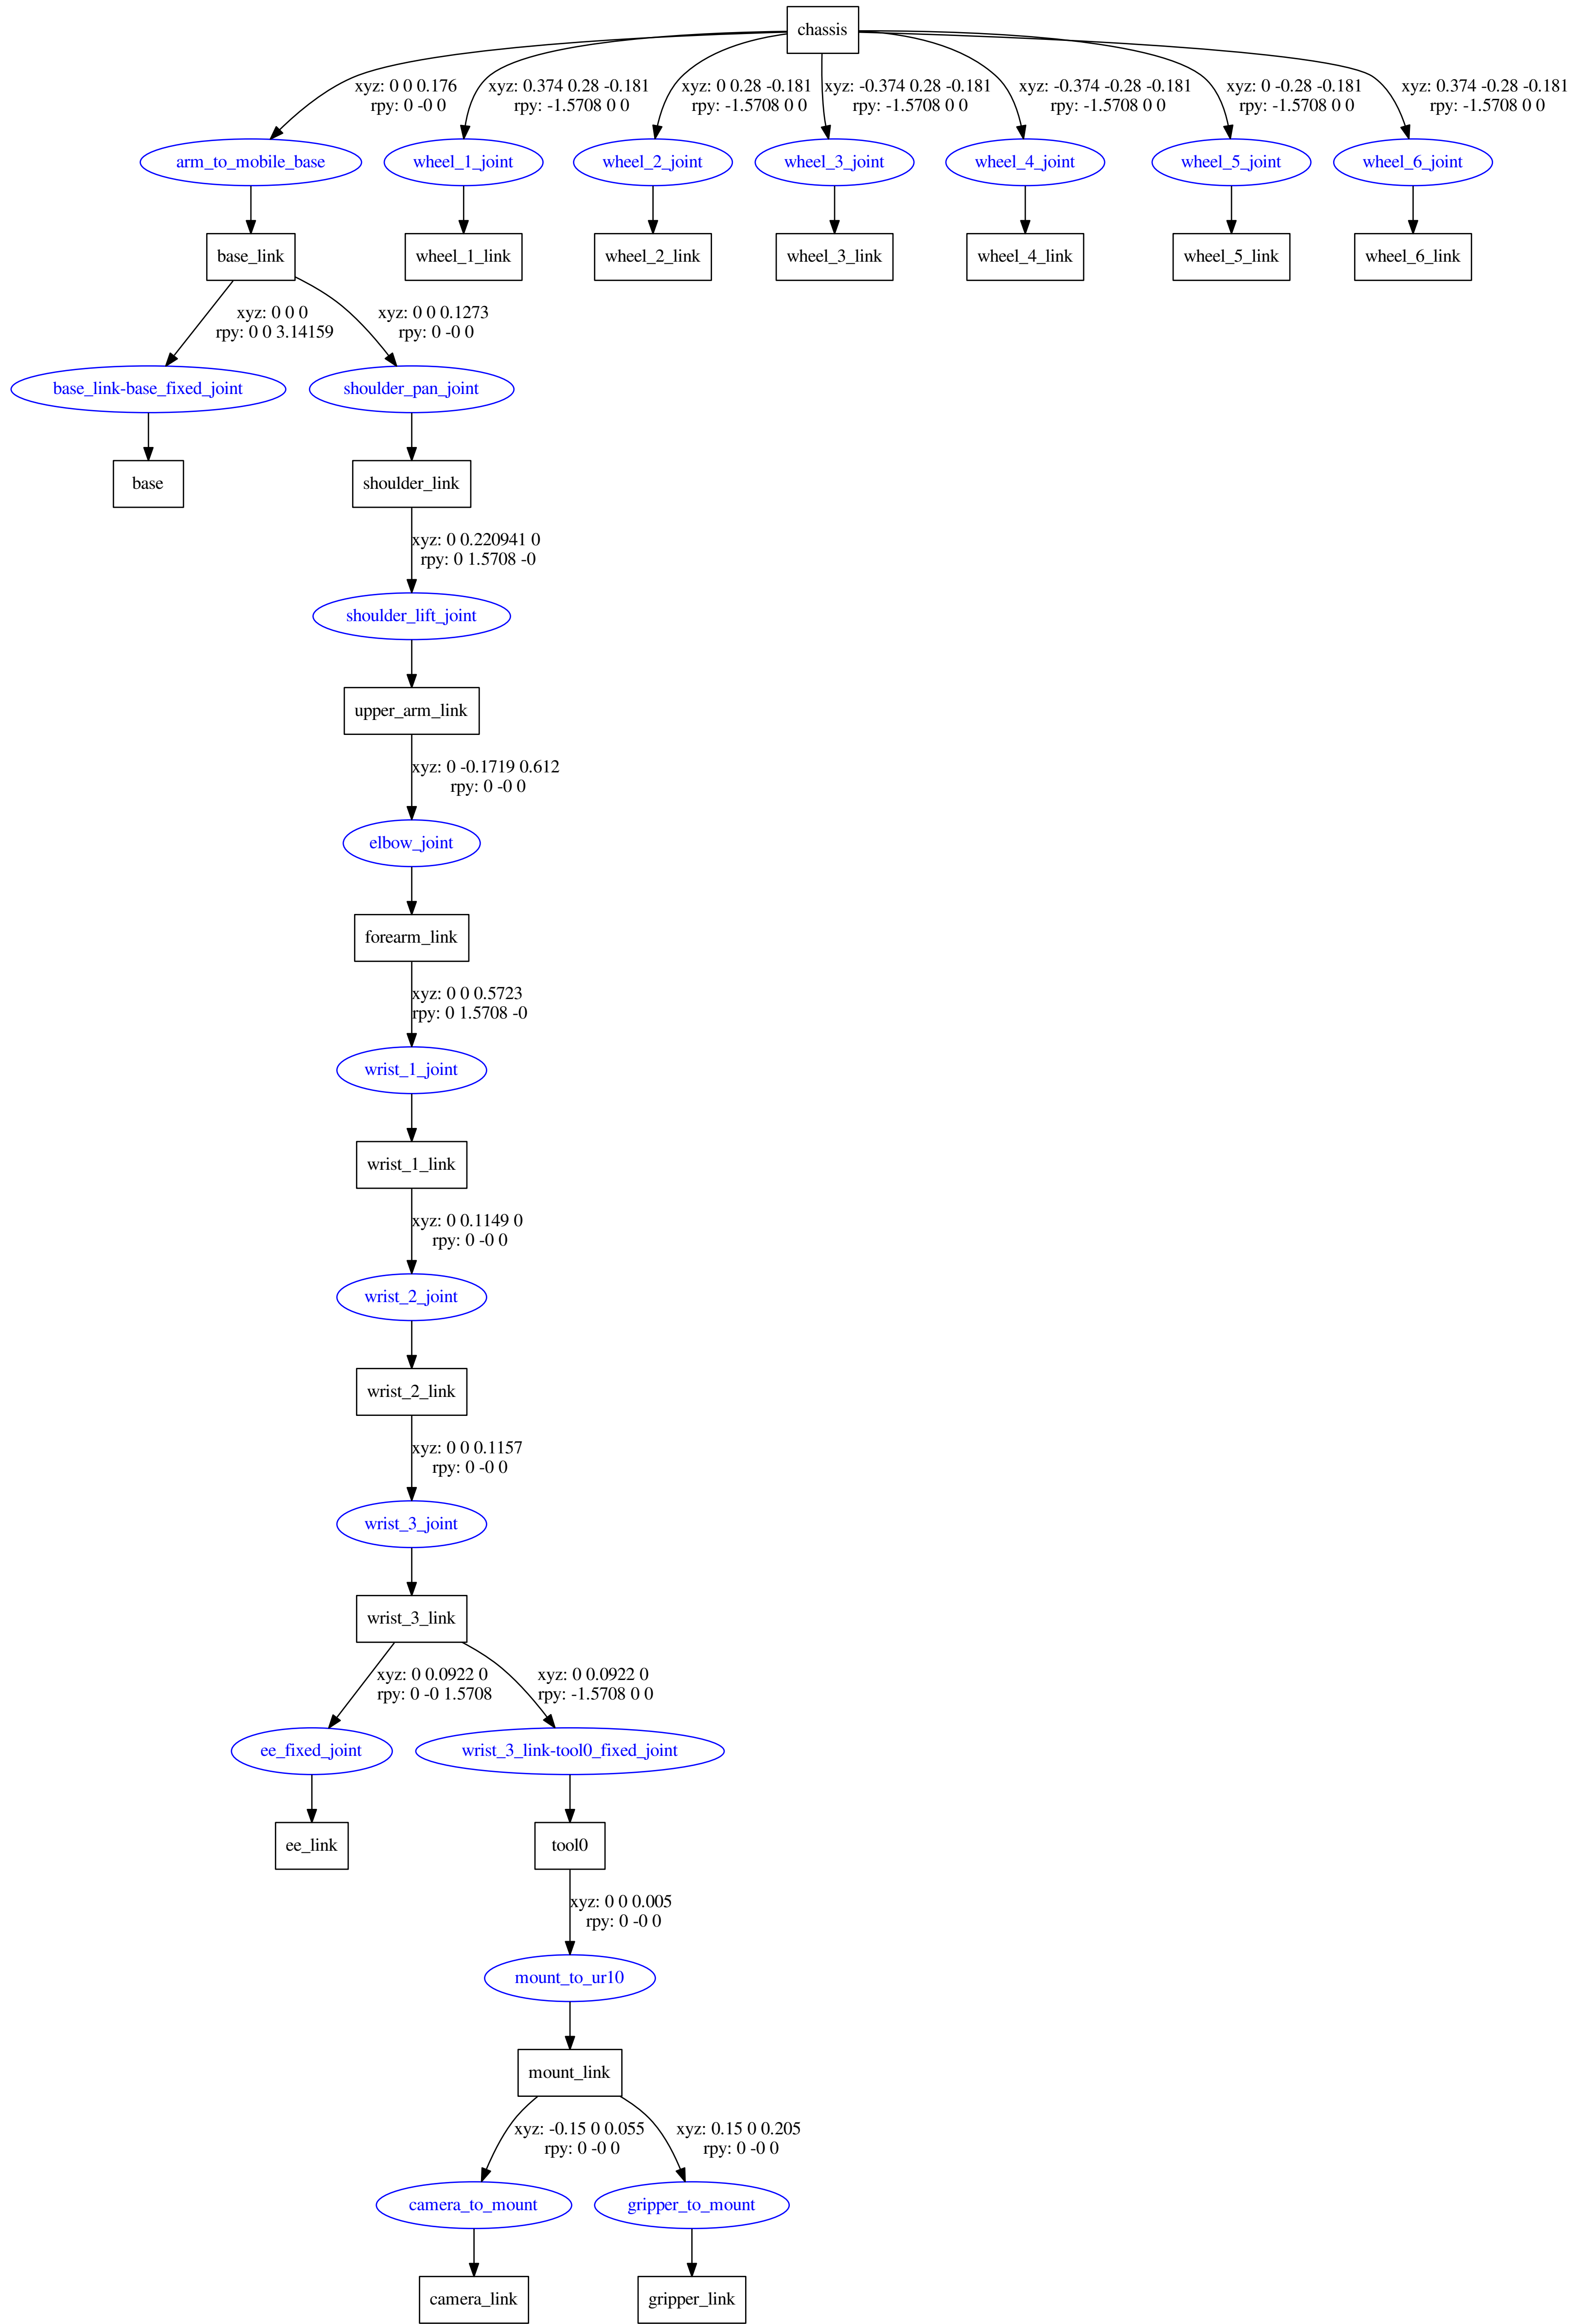 chassis
xyz: 0 0 0.176
rpy: 0 -0 0
xyz: 0.374 0.28 -0.181
rpy: -1.5708 0 0
xyz: 0 0.28 -0.181
rpy: -1.5708 0 0
xyz: -0.374 0.28 -0.181
rpy: -1.5708 0 0
xyz: -0.374 -0.28 -0.181
rpy: -1.5708 0 0
xyz: 0 -0.28 -0.181
rpy: -1.5708 0 0
xyz: 0.374 -0.28 -0.181
rpy: -1.5708 0 0
arm_to_mobile_base
wheel_1_joint
wheel_2_joint
wheel_3_joint
wheel_4_joint
wheel_5_joint
wheel_6_joint
base_link
wheel_1_link
wheel_2_link
wheel_3_link
wheel_4_link
wheel_5_link
wheel_6_link
xyz: 0 0 0
rpy: 0 0 3.14159
xyz: 0 0 0.1273
rpy: 0 -0 0
base_link-base_fixed_joint
shoulder_pan_joint
base
shoulder_link
xyz: 0 0.220941 0
rpy: 0 1.5708 -0
shoulder_lift_joint
upper_arm_link
xyz: 0 -0.1719 0.612
rpy: 0 -0 0
elbow_joint
forearm_link
xyz: 0 0 0.5723
rpy: 0 1.5708 -0
wrist_1_joint
wrist_1_link
xyz: 0 0.1149 0
rpy: 0 -0 0
wrist_2_joint
wrist_2_link
xyz: 0 0 0.1157
rpy: 0 -0 0
wrist_3_joint
wrist_3_link
xyz: 0 0.0922 0
rpy: 0 -0 1.5708
xyz: 0 0.0922 0
rpy: -1.5708 0 0
ee_fixed_joint
wrist_3_link-tool0_fixed_joint
ee_link
tool0
xyz: 0 0 0.005
rpy: 0 -0 0
mount_to_ur10
mount_link
xyz: -0.15 0 0.055
rpy: 0 -0 0
xyz: 0.15 0 0.205
rpy: 0 -0 0
camera_to_mount
gripper_to_mount
camera_link
gripper_link